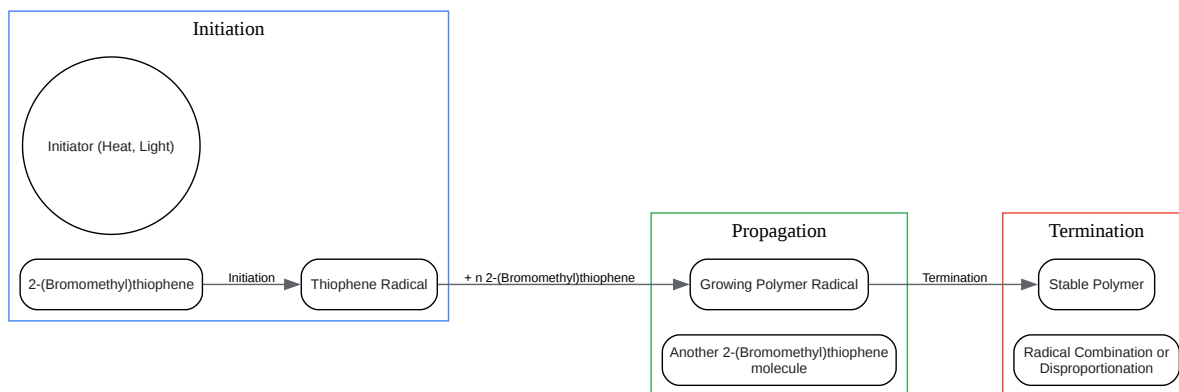 Initiation
Initiator (Heat, Light)
2-(Bromomethyl)thiophene
Initiation
Thiophene Radical
+ n 2-(Bromomethyl)thiophene
Propagation
Growing Polymer Radical
Another 2-(Bromomethyl)thiophene
molecule
Termination
Termination
Stable Polymer
Radical Combination or
Disproportionation